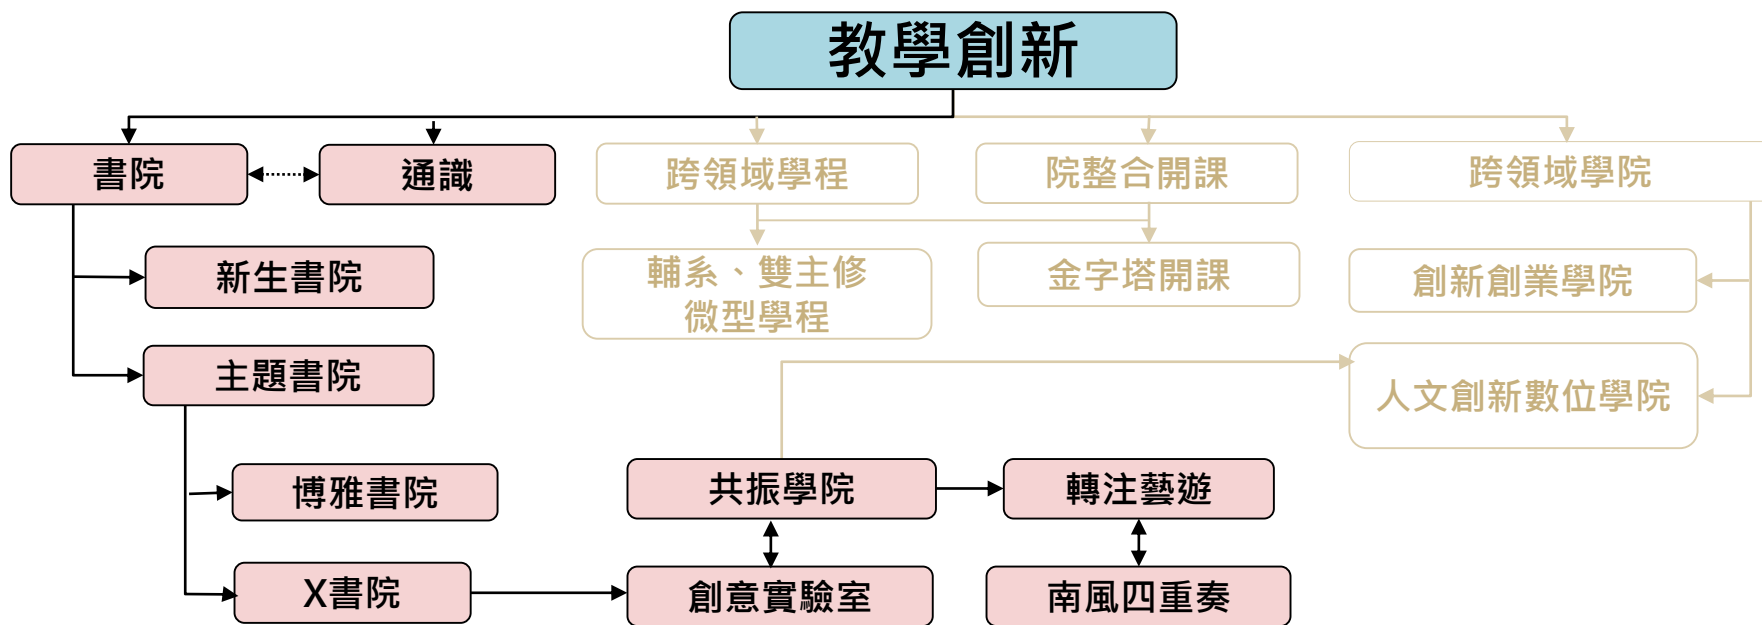 教學創新
書院
通識
跨領域學程
院整合開課
跨領域學院
新生書院
輔系、雙主修
微型學程
金字塔開課
創新創業學院
主題書院
人文創新數位學院
博雅書院
共振學院
轉注藝遊
X書院
創意實驗室
南風四重奏